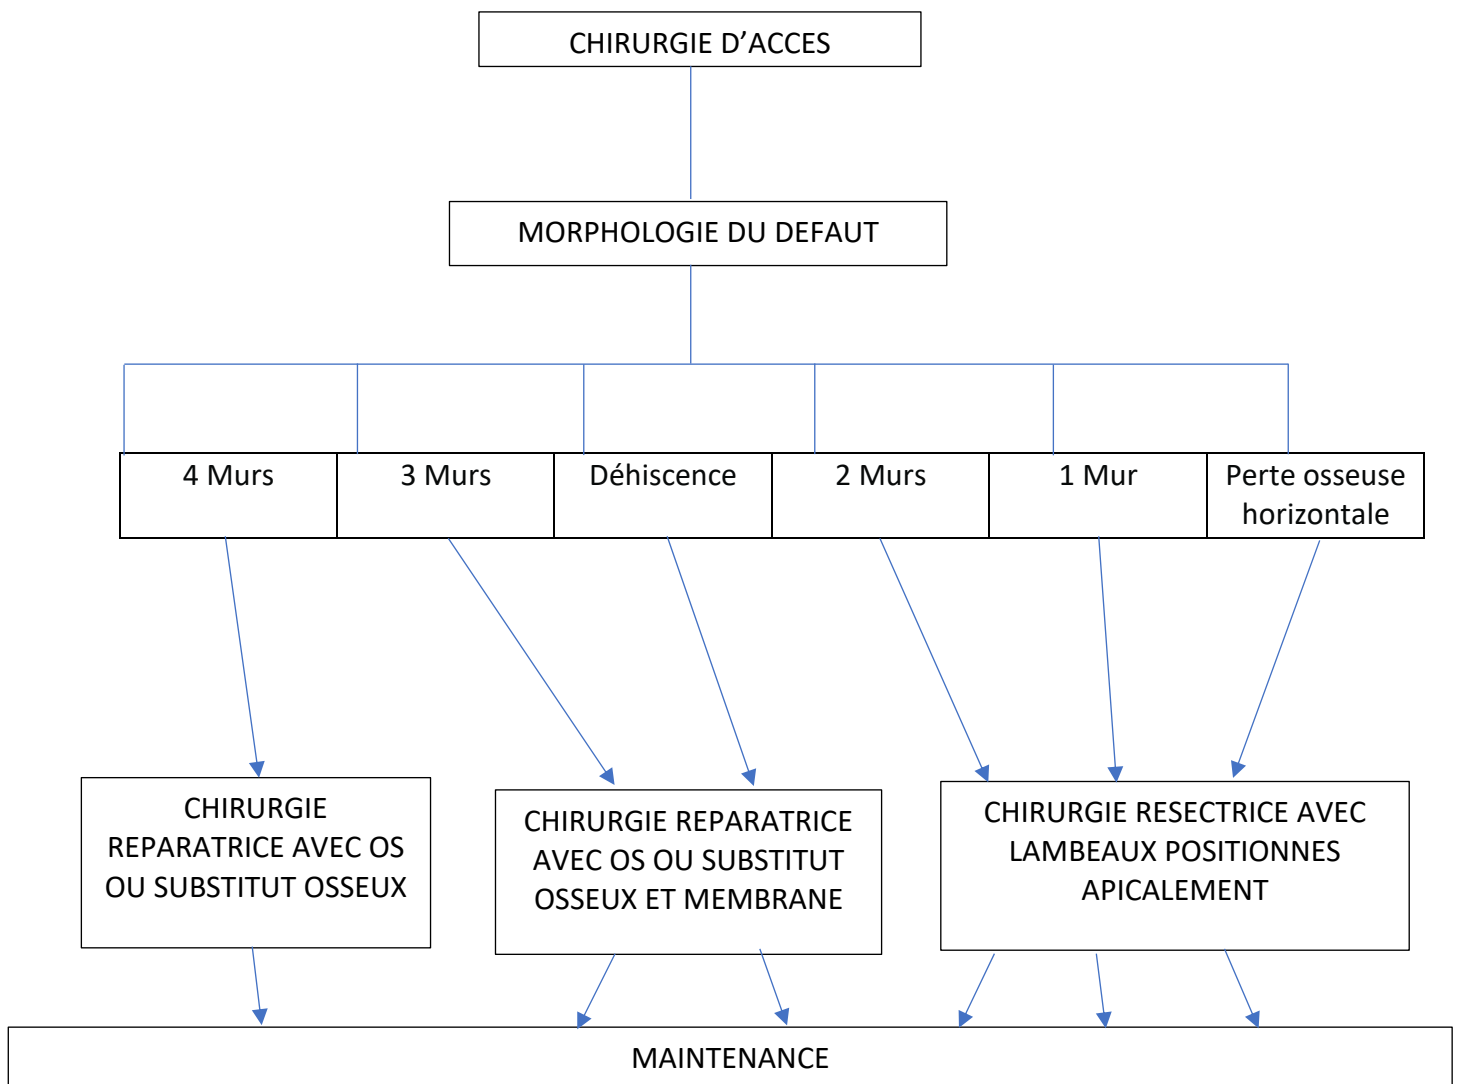 CHIRURGIE D’ACCES
MORPHOLOGIE DU DEFAUT
4 Murs
3 Murs
Déhiscence
2 Murs
1 Mur
Perte osseuse
horizontale
CHIRURGIE
REPARATRICE AVEC OS
OU SUBSTITUT OSSEUX
CHIRURGIE REPARATRICE
AVEC OS OU SUBSTITUT
OSSEUX ET MEMBRANE
CHIRURGIE RESECTRICE AVEC
LAMBEAUX POSITIONNES
APICALEMENT
MAINTENANCE